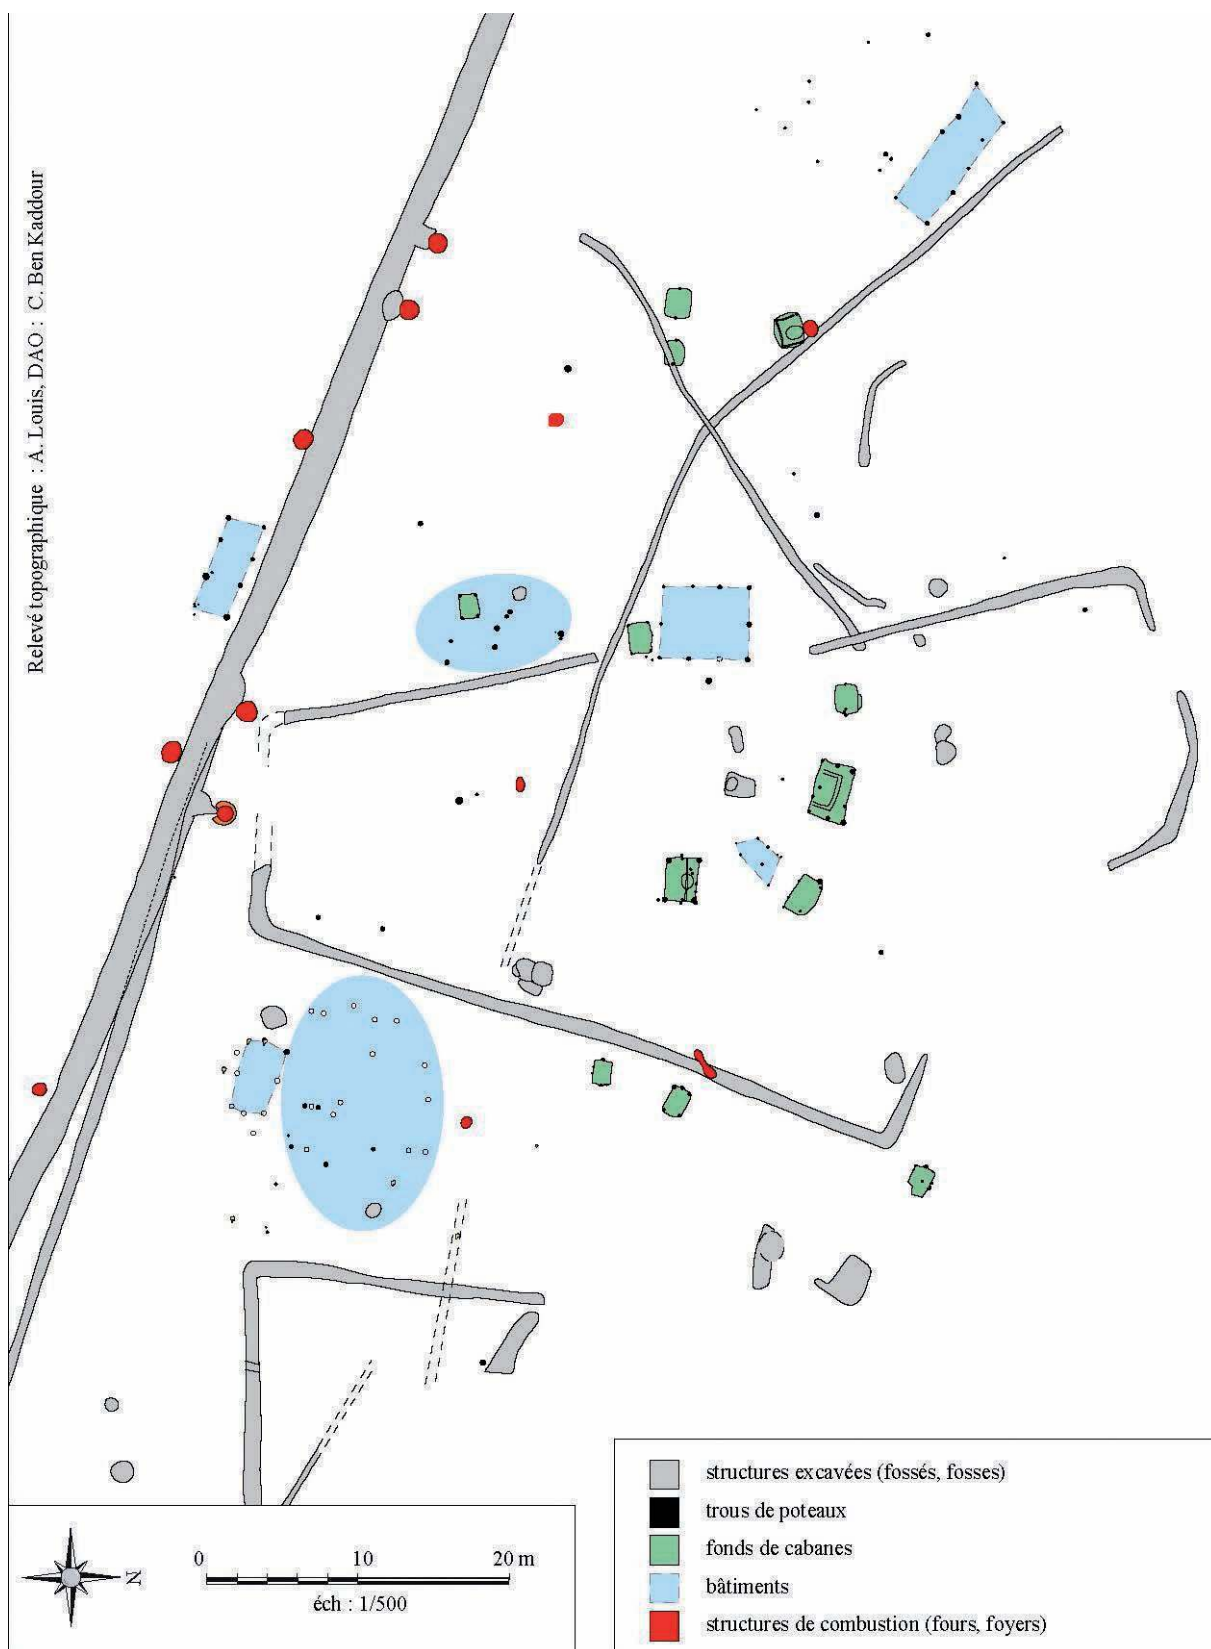 Relevé topographique : A. Louis, DAO : C. Ben Kaddour
structures excavées (fossés, fosses)
trous de poteaux
fonds de cabanes
bâtiments
structures de combustion (fours, foyers)
N
0 10 20 m
éch : 1/500